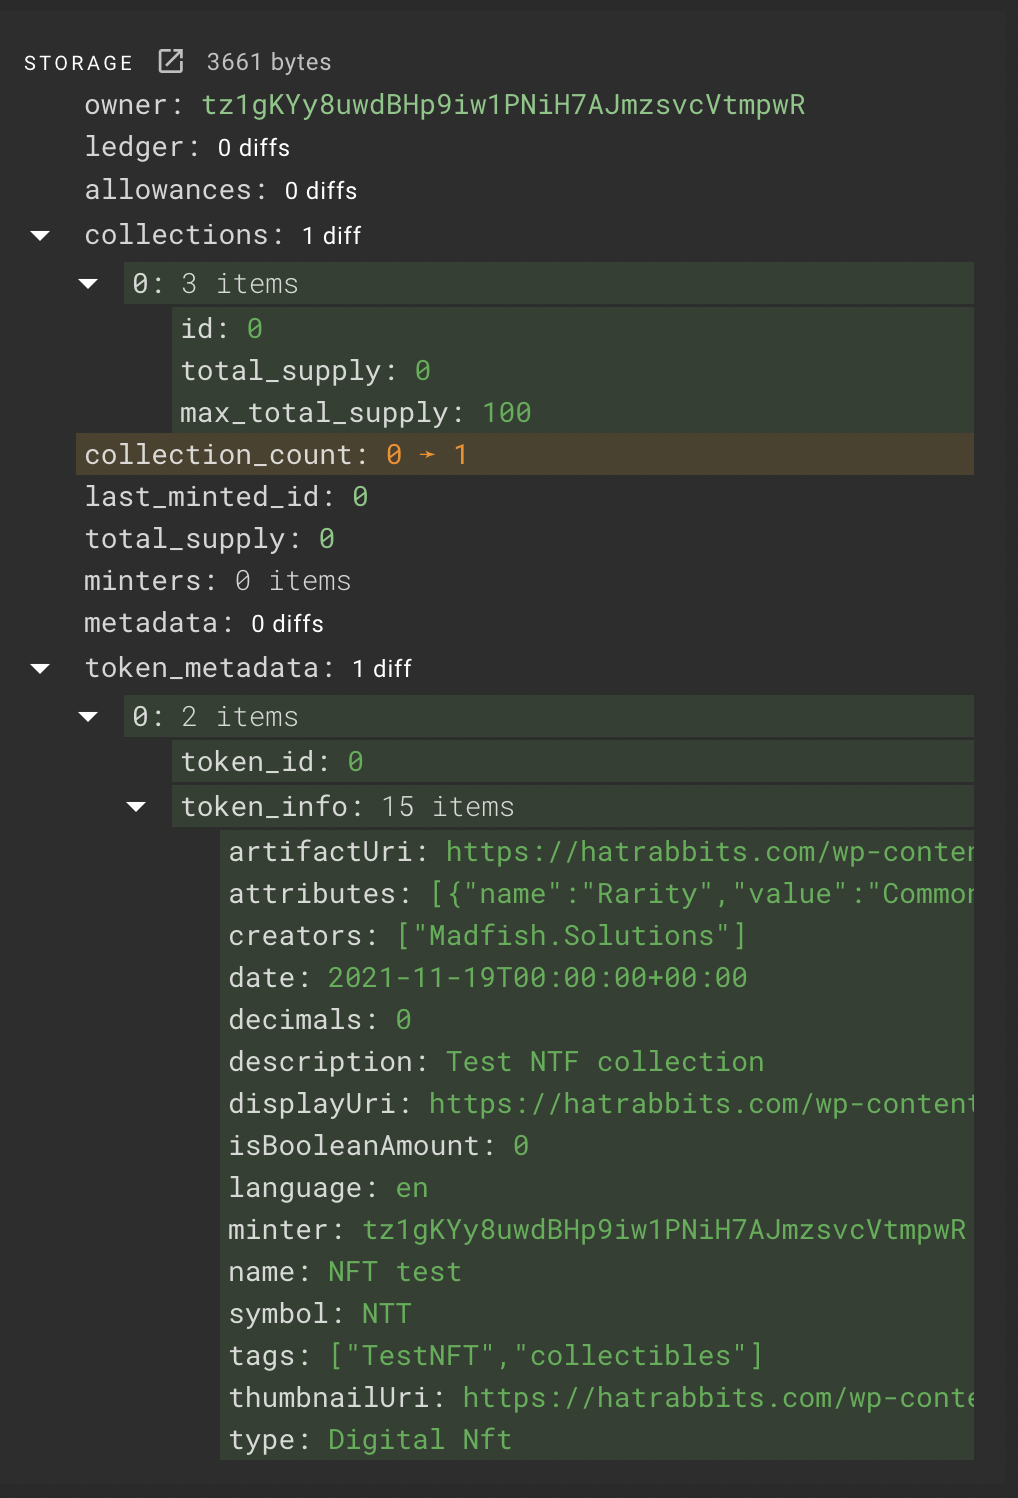 STORAGE 3661 bytes
owner: tz1gKYy8uwdBHp9iw1PNiH7AJmzsvcVtmpwR
ledger: 0 diffs
allowances: 0 diffs
collections: 1 diff
0: 3 items
id: 0
total_supply: 0
max_total_supply: 100
collection_count: 0 → 1
last_minted_id: 0
total_supply: 0
minters: 0 items
metadata: 0 diffs
token_metadata: 1 diff
0: 2 items
token_id: 0
token_info: 15 items
artifactUri: https://hatrabbits.com/wp-conten
attributes: [{"name":"Rarity","value":"Common
creators: ["Madfish.Solutions"]
date: 2021-11-19T00:00:00+00:00
decimals: 0
description: Test NTF collection
displayUri: https://hatrabbits.com/wp-content
isBooleanAmount: 0
language: en
minter: tz1gKYy8uwdBHp9iw1PNiH7AJmzsvcVtmpwR
name: NFT test
symbol: NTT
tags: ["TestNFT","collectibles"]
thumbnailUri: https://hatrabbits.com/wp-conte
type: Digital Nft